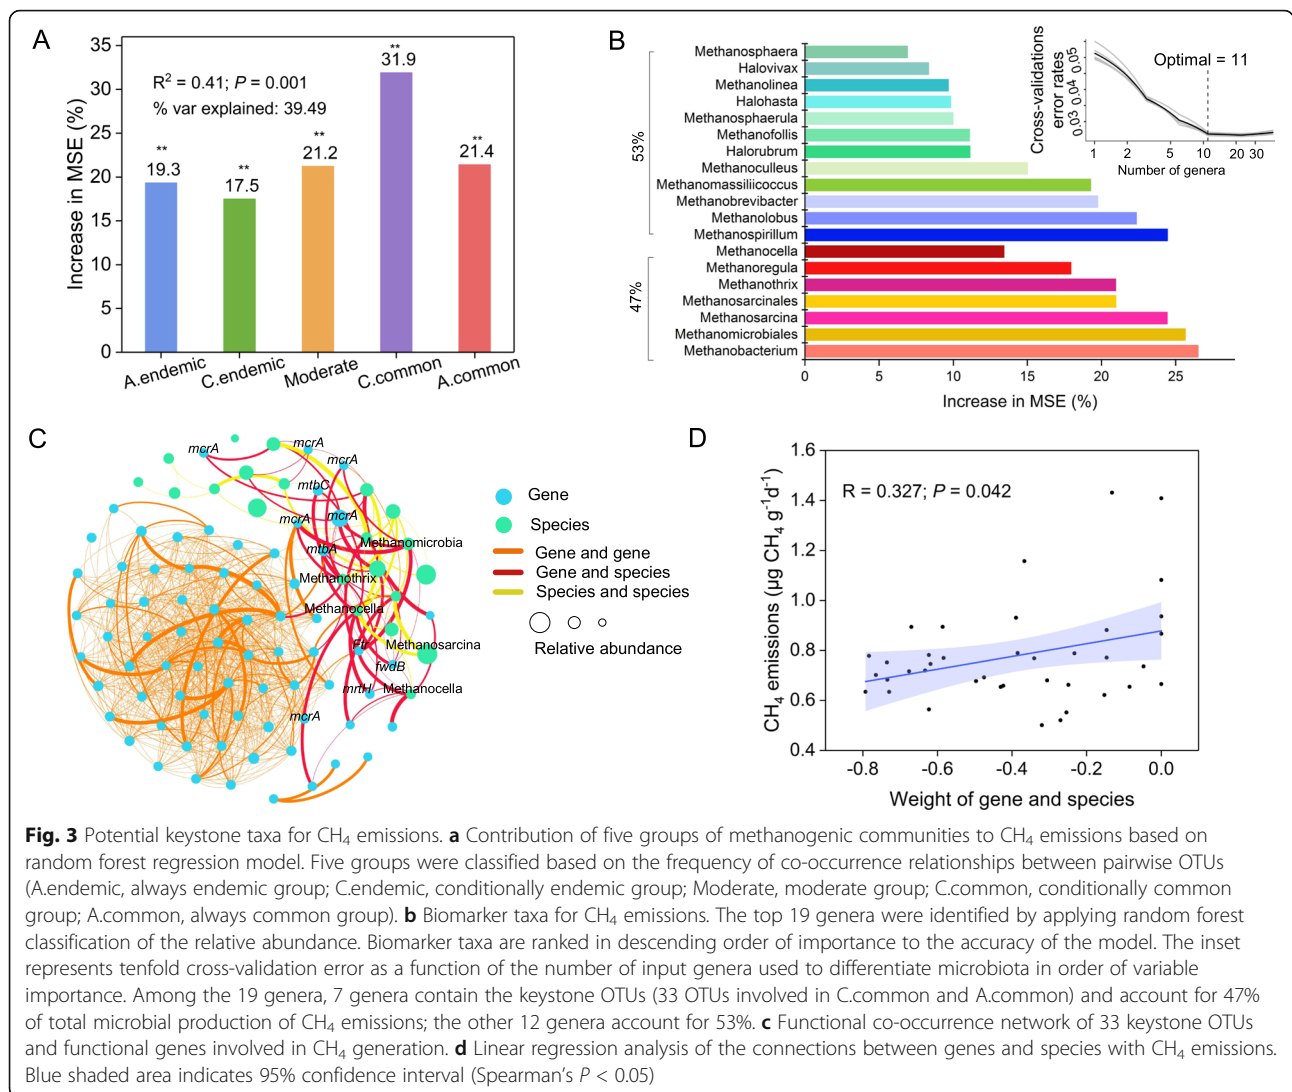 A
35
30
25
20
15
10
5
0
Increase in MSE (%)
R² = 0.41; P = 0.001
% var explained: 39.49
**
19.3
**
17.5
**
21.2
**
31.9
**
21.4
A.endemic
C.endemic
Moderate
C.common
A.common
B
53%
47%
Methanosphaera
Halovivax
Methanolinea
Halohasta
Methanosphaerula
Methanofollis
Halorubrum
Methanoculleus
Methanomassiliicoccus
Methanobrevibacter
Methanolobus
Methanospirillum
Methanocella
Methanoregula
Methanothrix
Methanosarcinales
Methanosarcina
Methanomicrobiales
Methanobacterium
0 5 10 15 20 25
Increase in MSE (%)
Cross-validations
error rates
0.03 0.04 0.05
Optimal = 11
1 2 5 10 20 30
Number of genera
C
mcrA
mcrA
mcrA
mtbC
mcrA
mcrA
mtbA
Methanomicrobia
Methanothrix
Methanocella
Ftr
Methanosarcina
fwdB
mrtH
Methanocella
mcrA
Gene
Species
Gene and gene
Gene and species
Species and species
Relative abundance
D
1.6
1.4
1.2
1.0
0.8
0.6
0.4
CH₄ emissions (µg CH₄ g⁻¹d⁻¹)
R = 0.327; P = 0.042
-0.8 -0.6 -0.4 -0.2 0.0
Weight of gene and species
Fig. 3 Potential keystone taxa for CH₄ emissions. a Contribution of five groups of methanogenic communities to CH₄ emissions based on
random forest regression model. Five groups were classified based on the frequency of co-occurrence relationships between pairwise OTUs
(A.endemic, always endemic group; C.endemic, conditionally endemic group; Moderate, moderate group; C.common, conditionally common
group; A.common, always common group). b Biomarker taxa for CH₄ emissions. The top 19 genera were identified by applying random forest
classification of the relative abundance. Biomarker taxa are ranked in descending order of importance to the accuracy of the model. The inset
represents tenfold cross-validation error as a function of the number of input genera used to differentiate microbiota in order of variable
importance. Among the 19 genera, 7 genera contain the keystone OTUs (33 OTUs involved in C.common and A.common) and account for 47%
of total microbial production of CH₄ emissions; the other 12 genera account for 53%. c Functional co-occurrence network of 33 keystone OTUs
and functional genes involved in CH₄ generation. d Linear regression analysis of the connections between genes and species with CH₄ emissions.
Blue shaded area indicates 95% confidence interval (Spearman's P < 0.05)